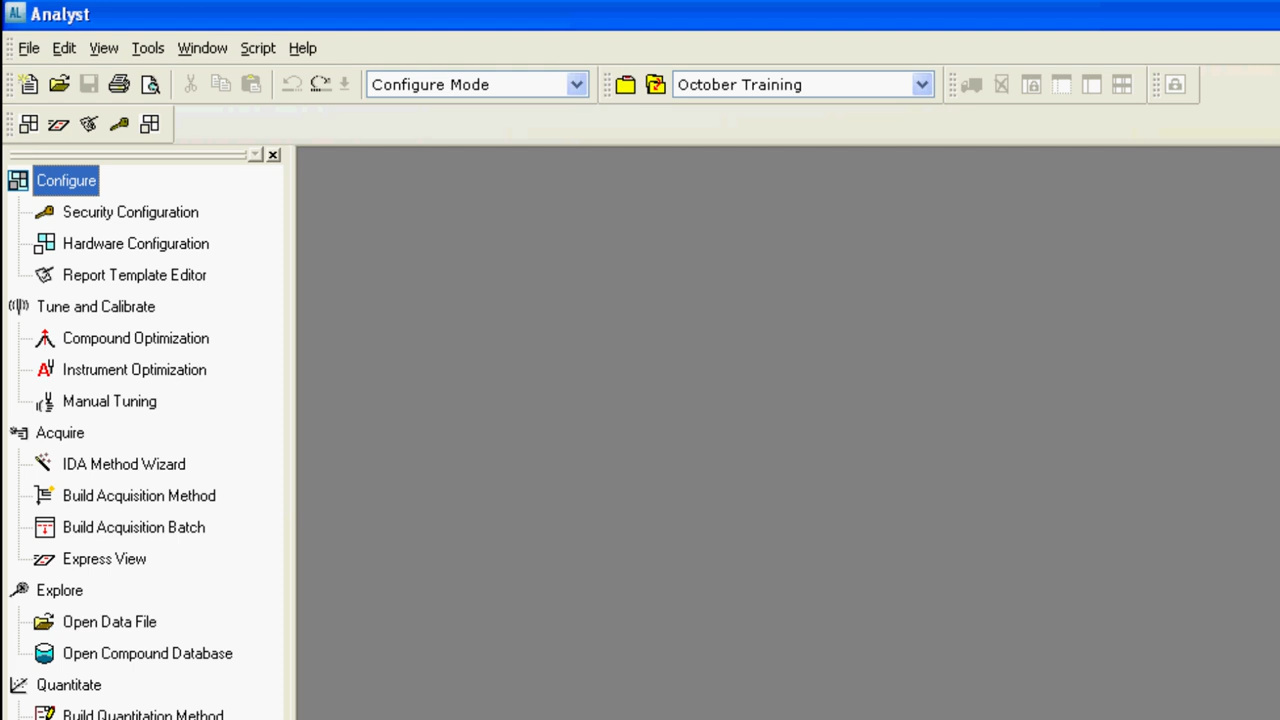 Analyst
File Edit View Tools Window Script Help
Configure Mode October Training
Configure
Security Configuration
Hardware Configuration
Report Template Editor
Tune and Calibrate
Compound Optimization
Instrument Optimization
Manual Tuning
Acquire
IDA Method Wizard
Build Acquisition Method
Build Acquisition Batch
Express View
Explore
Open Data File
Open Compound Database
Quantitate
Build Quantitation Method